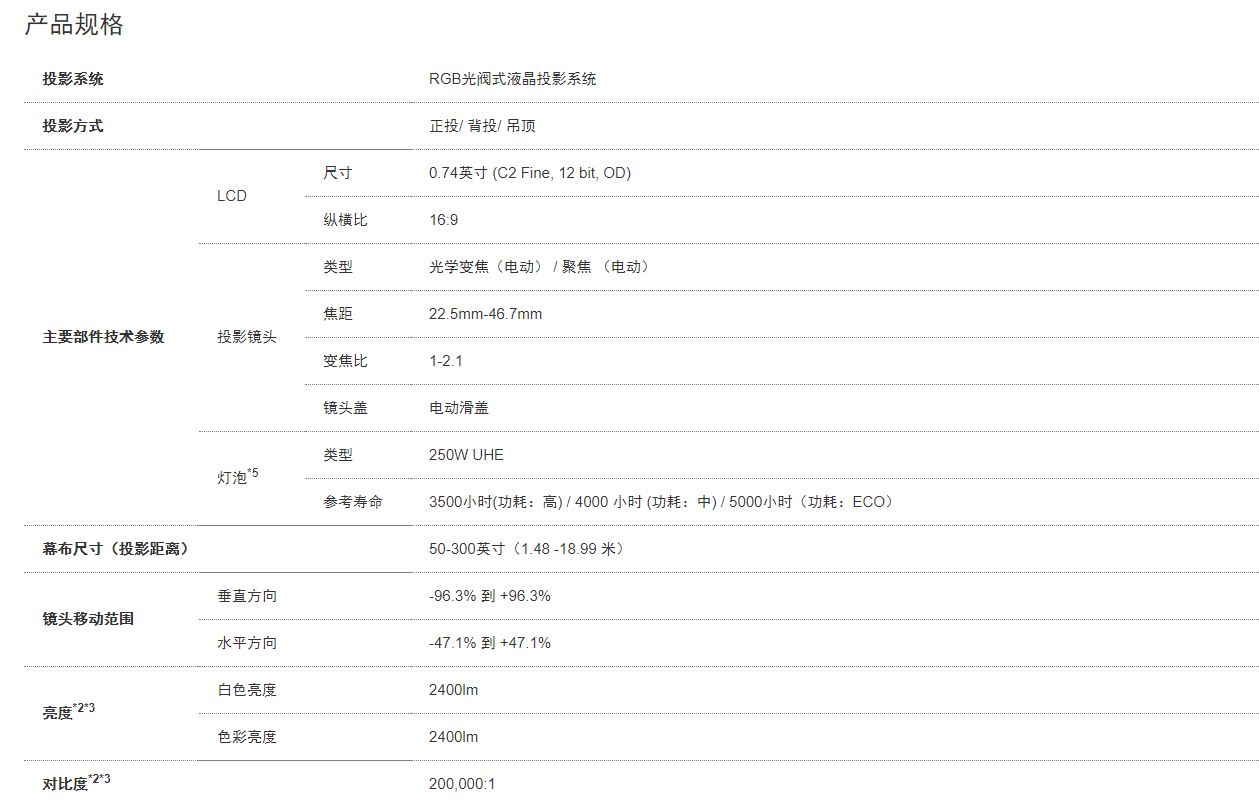 产品规格
投影系统 RGB光阀式液晶投影系统
投影方式 正投/ 背投/ 吊顶
主要部件技术参数 LCD 尺寸 0.74英寸 (C2 Fine, 12 bit, OD)
纵横比 16:9
投影镜头 类型 光学变焦（电动） / 聚焦 （电动）
焦距 22.5mm-46.7mm
变焦比 1-2.1
镜头盖 电动滑盖
灯泡*5 类型 250W UHE
参考寿命 3500小时(功耗：高) / 4000 小时 (功耗：中) / 5000小时（功耗：ECO）
幕布尺寸（投影距离） 50-300英寸（1.48 -18.99 米）
镜头移动范围 垂直方向 -96.3% 到 +96.3%
水平方向 -47.1% 到 +47.1%
亮度*2*3 白色亮度 2400lm
色彩亮度 2400lm
对比度*2*3 200,000:1